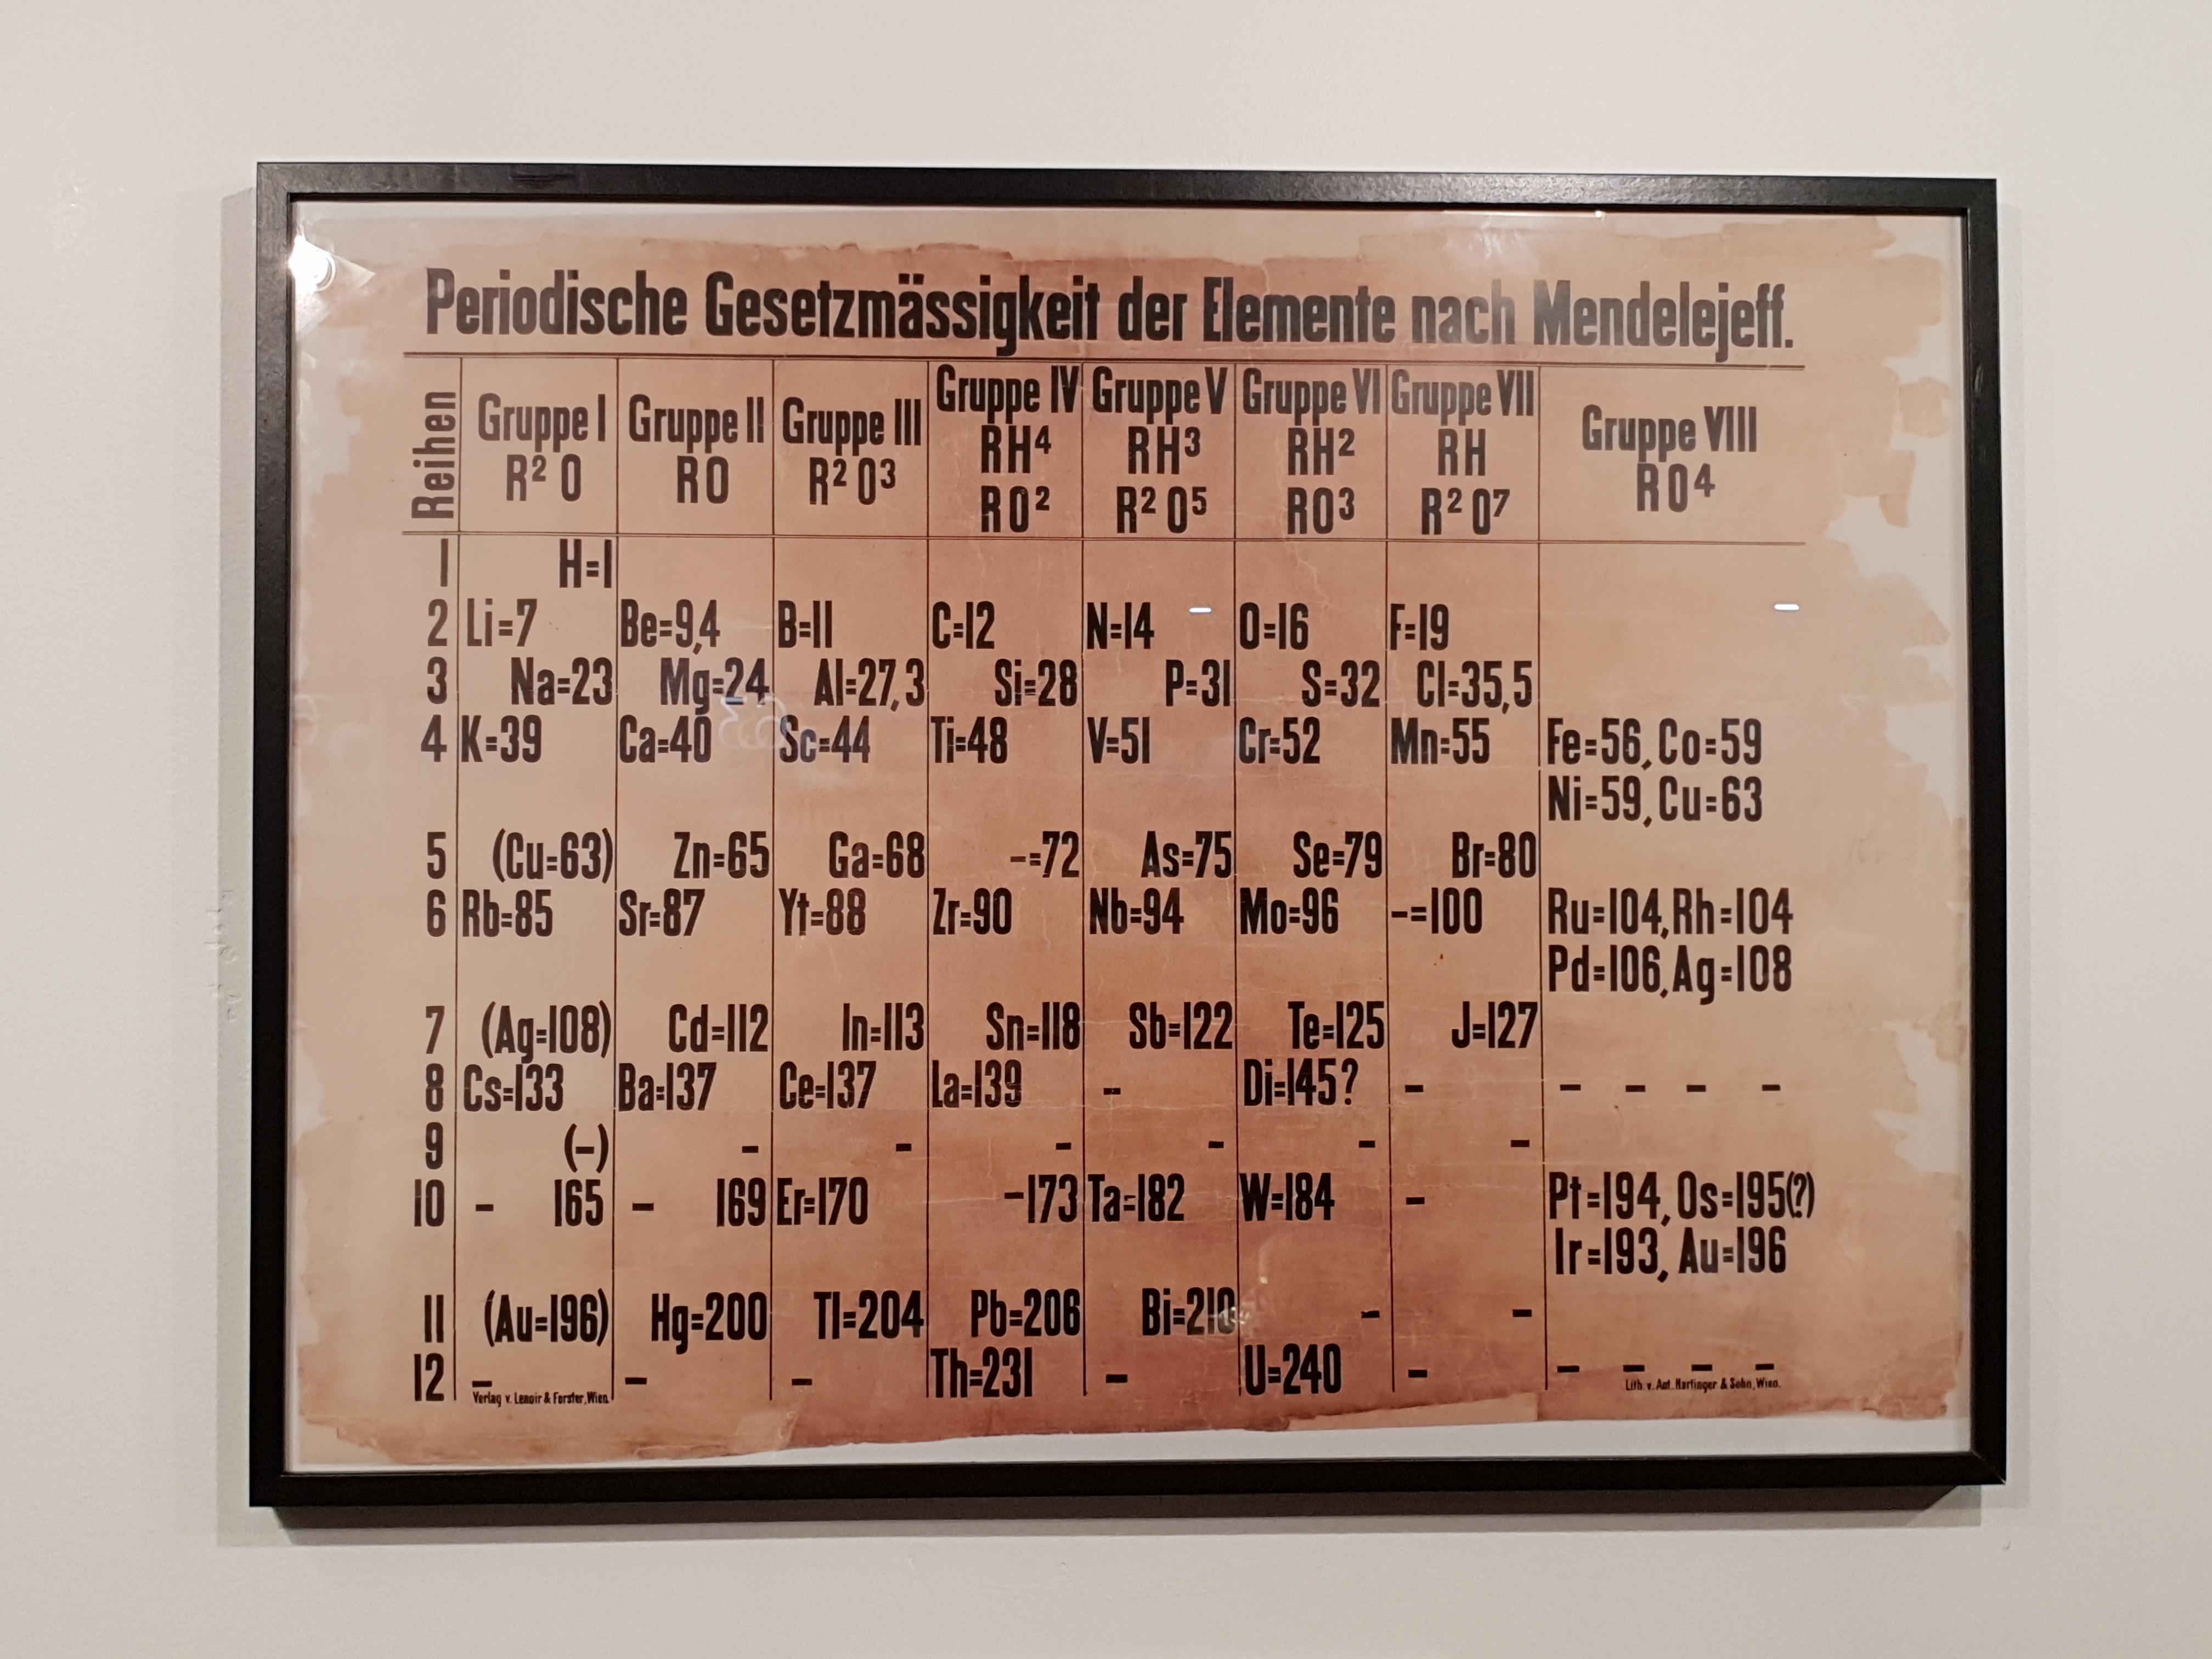 Periodische Gesetzmässigkeit der Elemente nach Mendelejeff.
Reihen Gruppe I R² O Gruppe II RO Gruppe III R² O³ Gruppe IV RH⁴ RO² Gruppe V RH³ R² O⁵ Gruppe VI RH² RO³ Gruppe VII RH R² O⁷ Gruppe VIII RO⁴
1 H=1
2 Li=7 Be=9,4 B=11 C=12 N=14 O=16 F=19
3 Na=23 Mg=24 Al=27,3 Si=28 P=31 S=32 Cl=35,5
4 K=39 Ca=40 Sc=44 Ti=48 V=51 Cr=52 Mn=55 Fe=56, Co=59
Ni=59, Cu=63
5 (Cu=63) Zn=65 Ga=68 -=72 As=75 Se=79 Br=80
6 Rb=85 Sr=87 Yt=88 Zr=90 Nb=94 Mo=96 -=100 Ru=104, Rh=104
Pd=106, Ag=108
7 (Ag=108) Cd=112 In=113 Sn=118 Sb=122 Te=125 J=127
8 Cs=133 Ba=137 Ce=137 La=139 - Di=145? - - - - -
9 (-) - - - - - -
10 - 165 - 169 Er=170 -173 Ta=182 W=184 - Pt=194, Os=195(?)
Ir=193, Au=196
11 (Au=196) Hg=200 Tl=204 Pb=206 Bi=210 - -
12 - - - Th=231 - U=240 - - - - -
Verlag v. Lenoir & Forster, Wien.
Lith. v. Ant. Hartinger & Sohn, Wien.